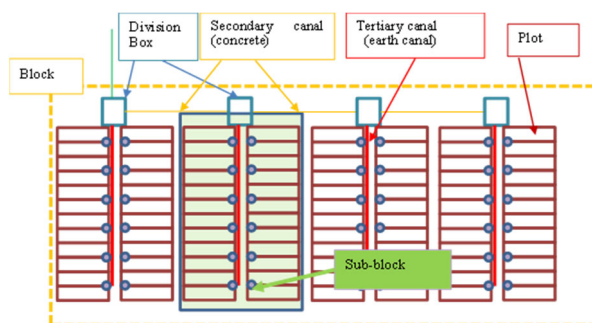 Division
Box
Secondary canal
(concrete)
Tertiary canal
(earth canal)
Plot
Block
Sub-block